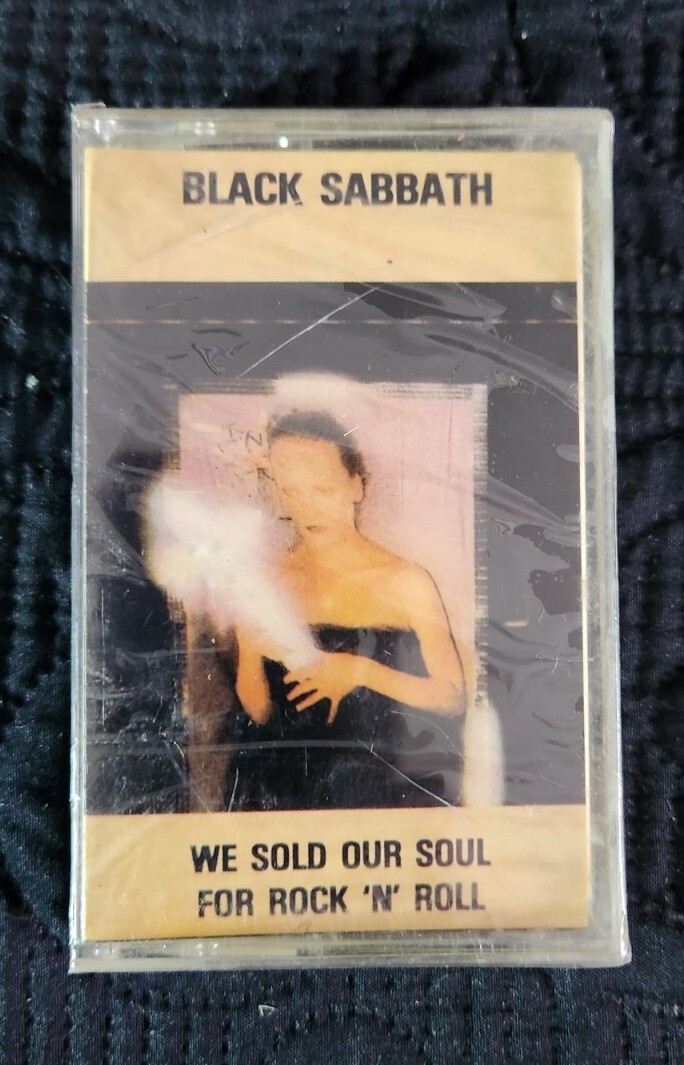 BLACK SABBATH
WE SOLD OUR SOUL
FOR ROCK 'N' ROLL